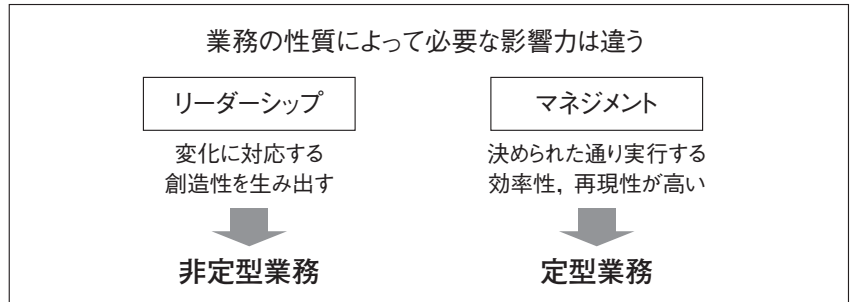 業務の性質によって必要な影響力は違う
リーダーシップ
変化に対応する
創造性を生み出す
非定型業務
マネジメント
決められた通り実行する
効率性，再現性が高い
定型業務